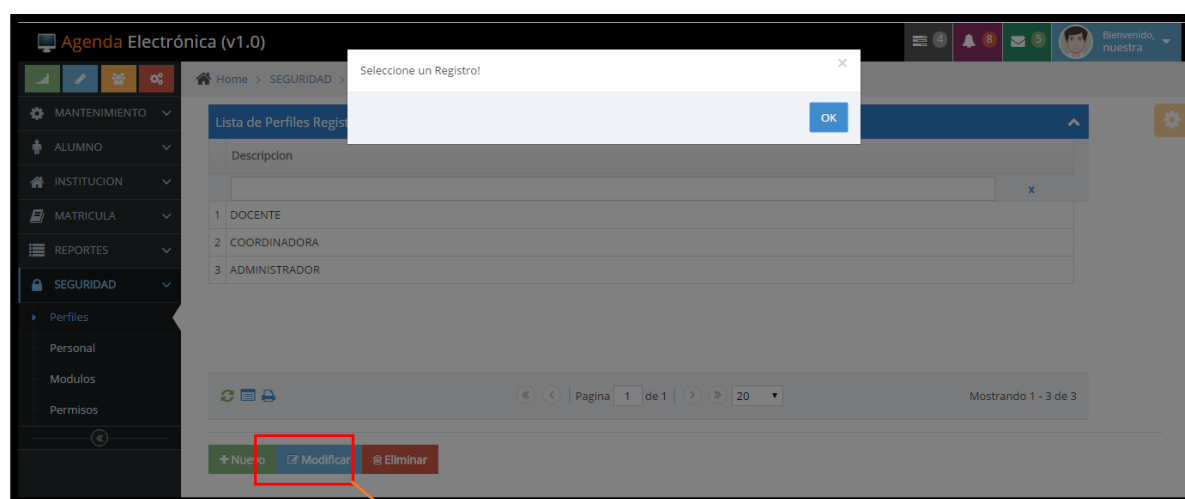 Agenda Electrónica (v1.0)
4
8
5
Bienvenido,
nuestra
Seleccione un Registro!
×
OK
Home > SEGURIDAD >
MANTENIMIENTO
ALUMNO
INSTITUCION
MATRICULA
REPORTES
SEGURIDAD
Perfiles
Personal
Modulos
Permisos
Lista de Perfiles Regist
Descripcion
x
1 DOCENTE
2 COORDINADORA
3 ADMINISTRADOR
Pagina 1 de 1 20
Mostrando 1 - 3 de 3
+ Nuevo
Modificar
Eliminar